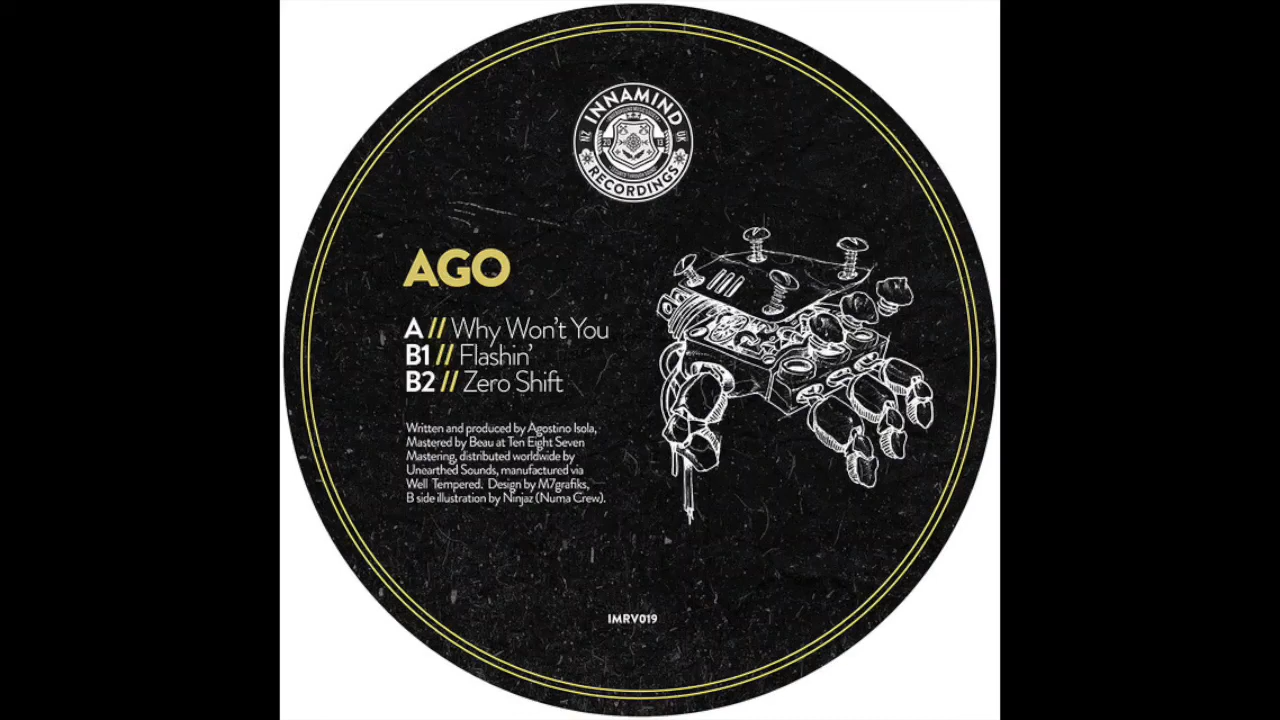 INNAMIND
NZ
UK
20
RECORDINGS
AGO
A // Why Won't You
B1 // Flashin'
B2 // Zero Shift
Written and produced by Agostino Isola,
Mastered by Beau at Ten Eight Seven
Mastering, distributed worldwide by
Unearthed Sounds, manufactured via
Well Tempered. Design by M7grafiks,
B side illustration by Ninjaz (Numa Crew).
IMRV019